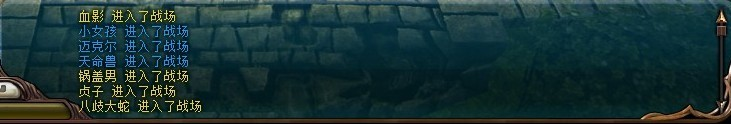 血影 进入了战场
小女孩 进入了战场
迈克尔 进入了战场
天命兽 进入了战场
锅盖男 进入了战场
贞子 进入了战场
八歧大蛇 进入了战场